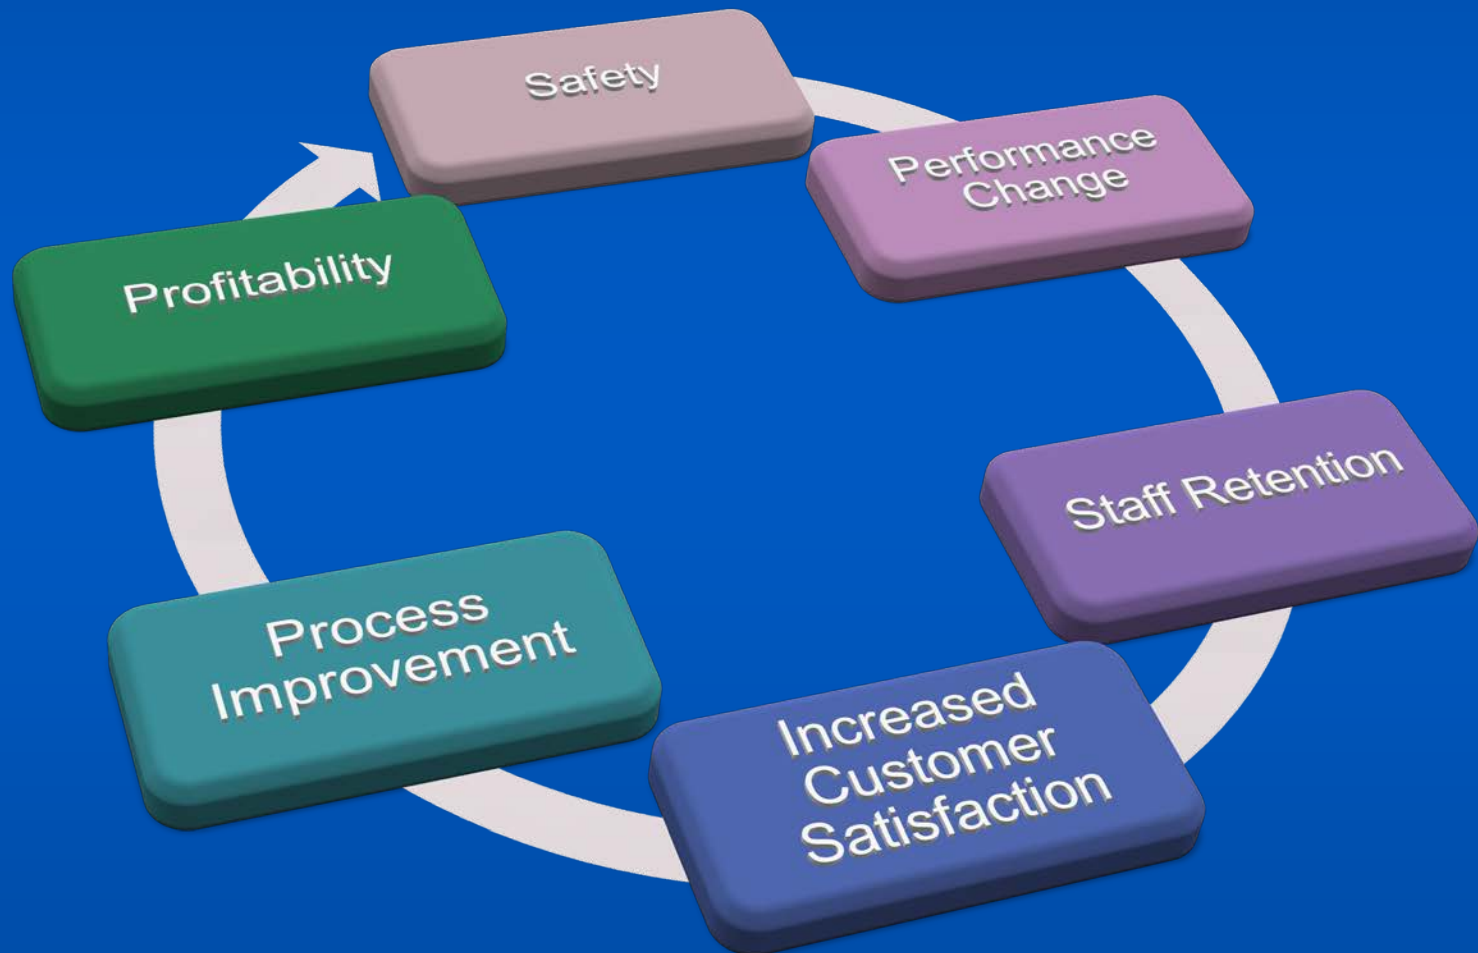 Safety
Performance
Change
Staff Retention
Increased
Customer
Satisfaction
Process
Improvement
Profitability